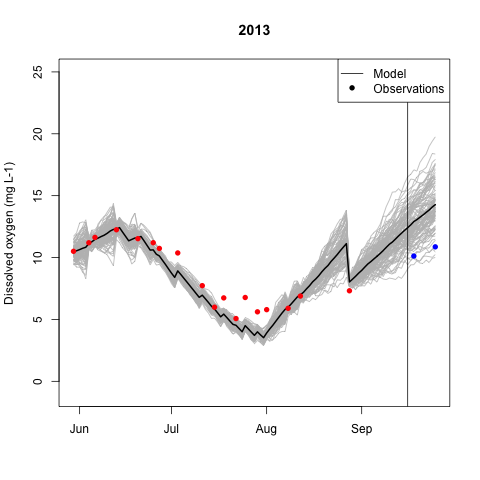 2013
Model
Observations
Dissolved oxygen (mg L-1)
25
20
15
10
5
0
Jun
Jul
Aug
Sep